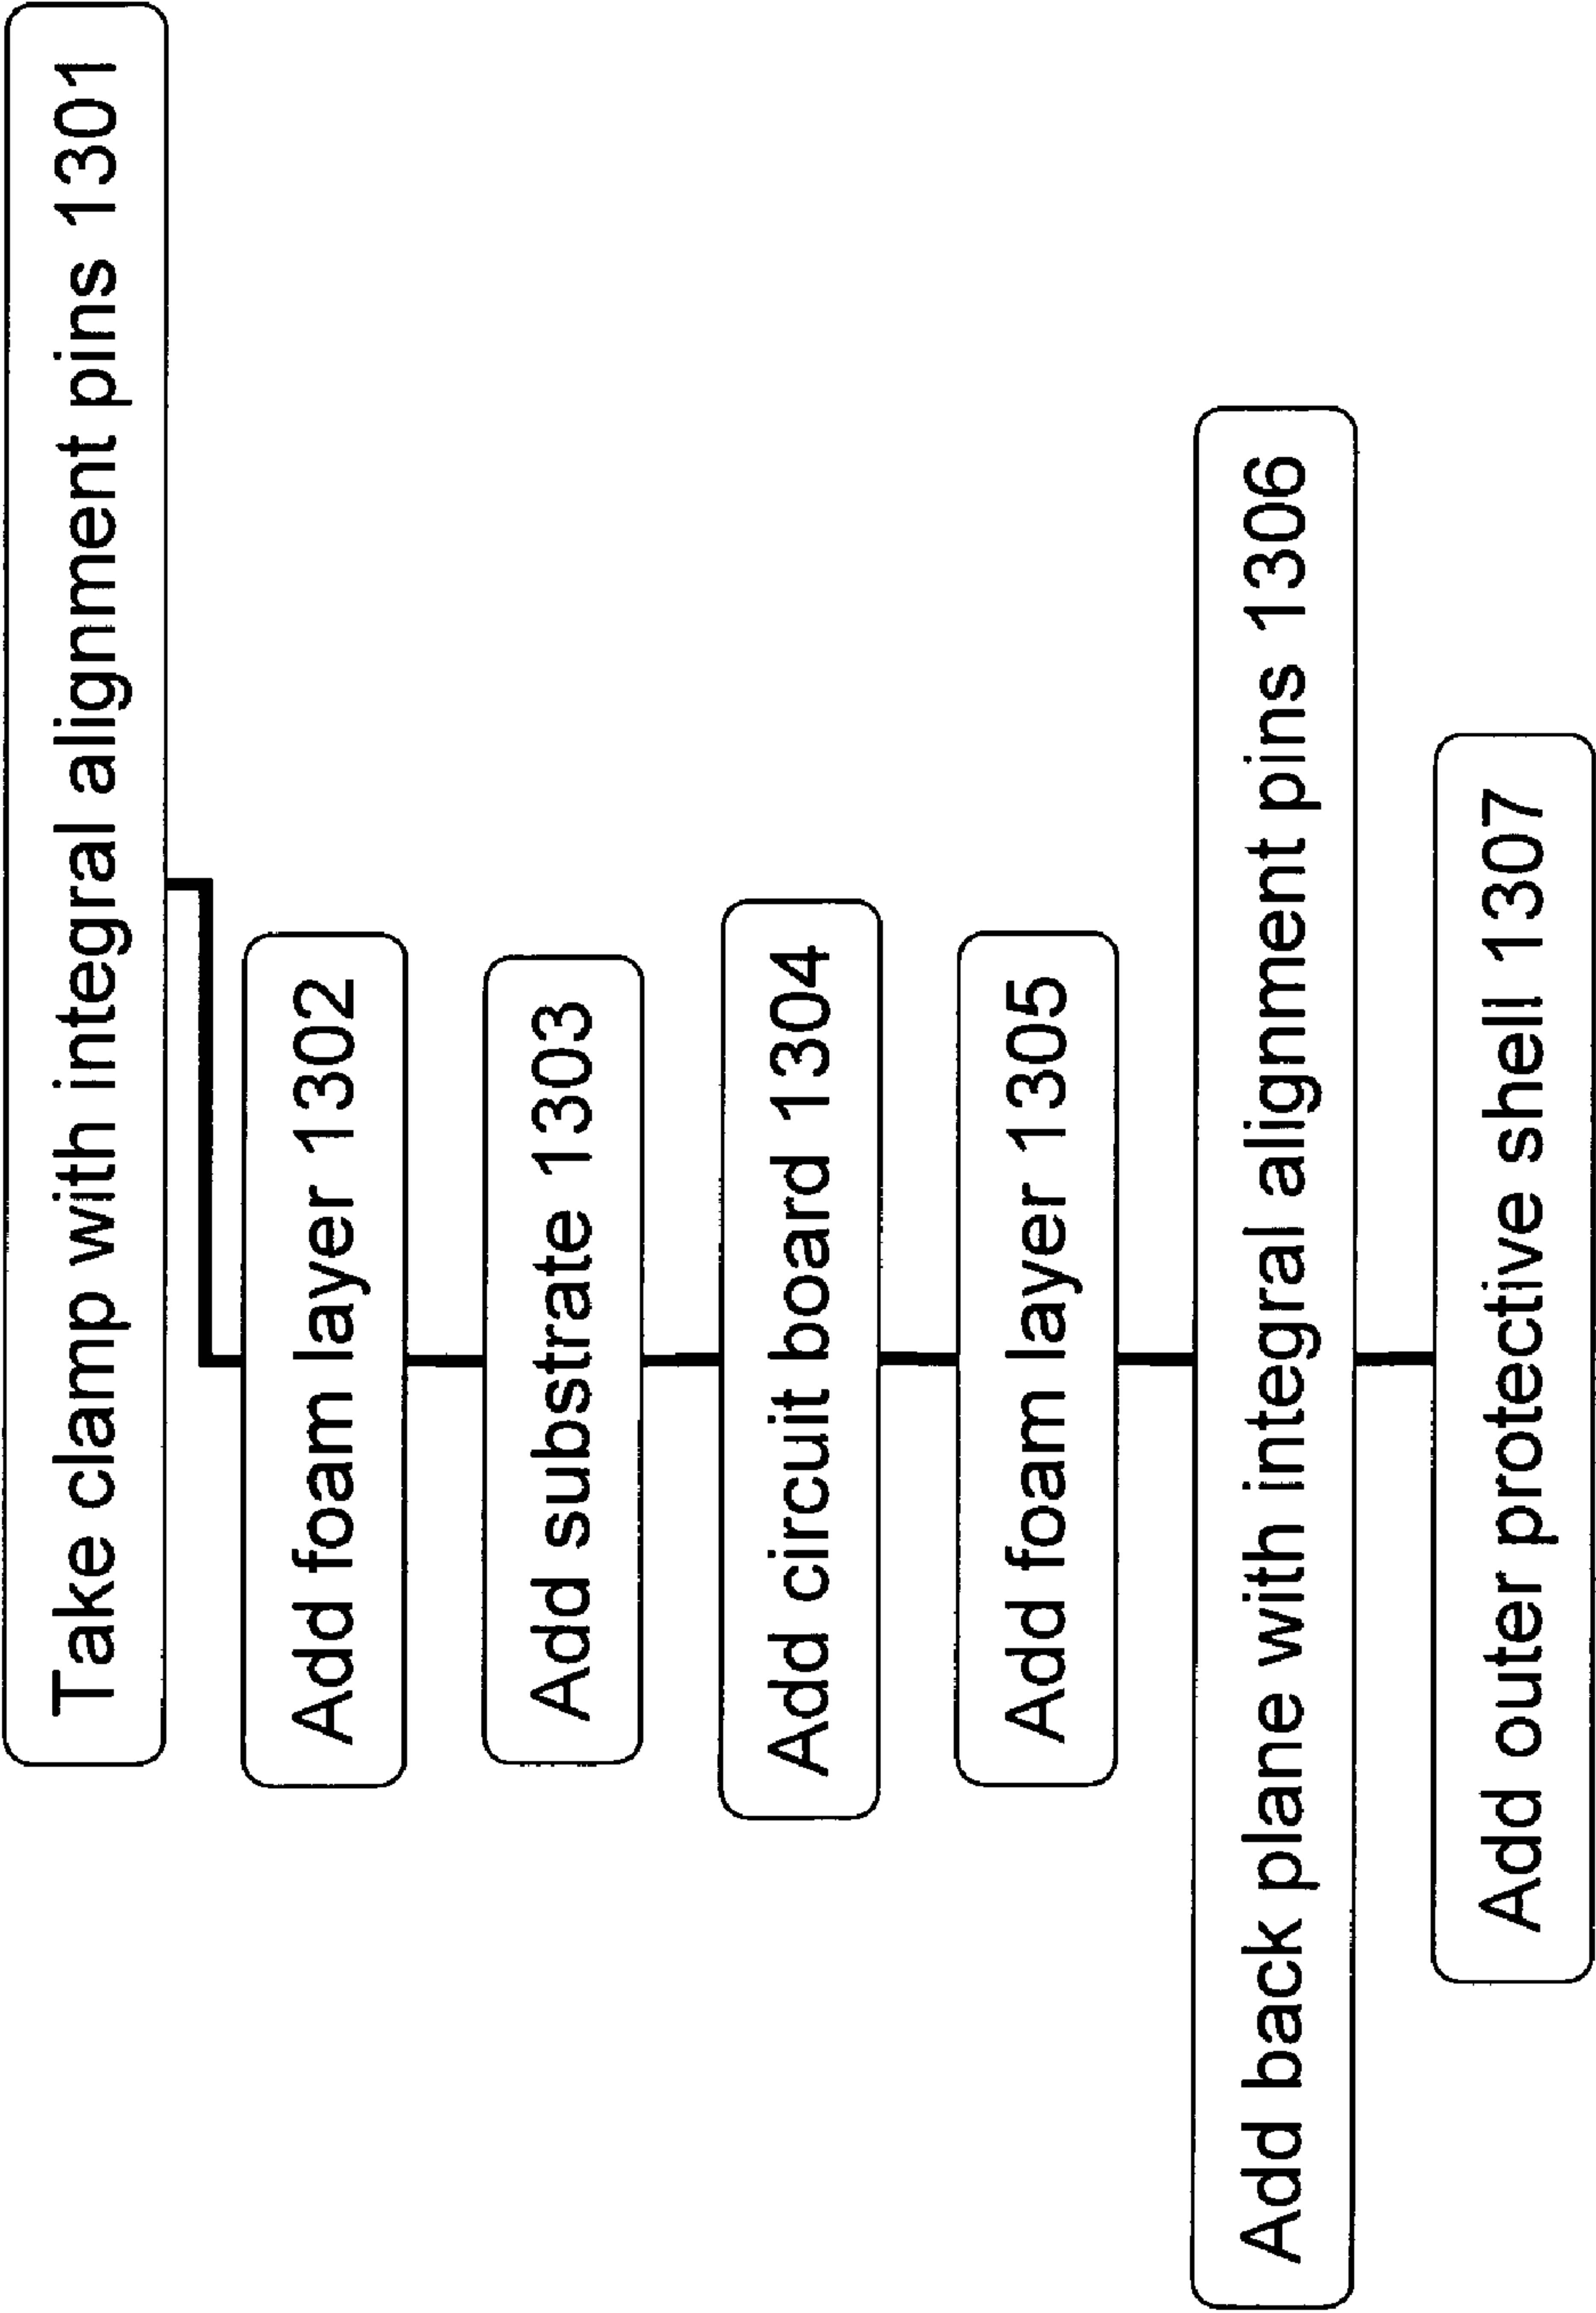 Take clamp with integral alignment pins 1301
Add foam layer 1302
Add substrate 1303
Add circuit board 1304
Add foam layer 1305
Add back plane with integral alignment pins 1306
Add outer protective shell 1307